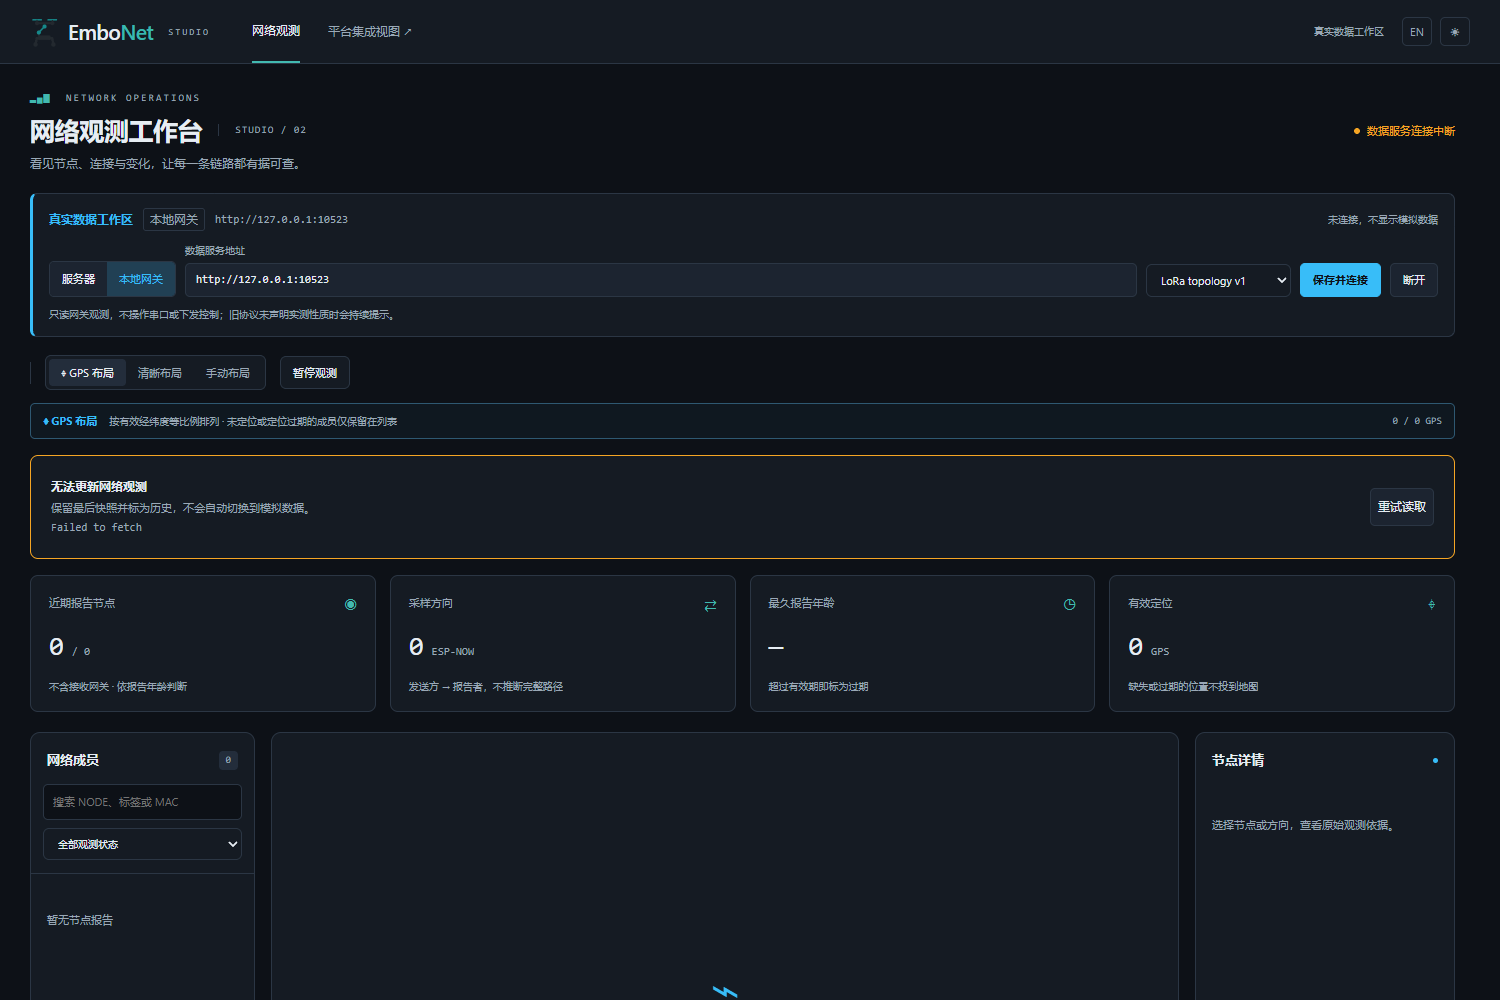 EmboNet STUDIO 网络观测 平台集成视图 ↗ 真实数据工作区 EN
NETWORK OPERATIONS
网络观测工作台 STUDIO / 02
数据服务连接中断
看见节点、连接与变化，让每一条链路都有据可查。
真实数据工作区 本地网关 http://127.0.0.1:10523 未连接，不显示模拟数据
数据服务地址
服务器 本地网关 http://127.0.0.1:10523 LoRa topology v1 保存并连接 断开
只读网关观测，不操作串口或下发控制；旧协议未声明实测性质时会持续提示。
GPS 布局 清晰布局 手动布局 暂停观测
GPS 布局 按有效经纬度等比例排列 · 未定位或定位过期的成员仅保留在列表 0 / 0 GPS
无法更新网络观测
保留最后快照并标为历史，不会自动切换到模拟数据。
Failed to fetch
重试读取
近期报告节点
0 / 0
不含接收网关 · 依报告年龄判断
采样方向
0 ESP-NOW
发送方 → 报告者，不推断完整路径
最久报告年龄
—
超过有效期即标为过期
有效定位
0 GPS
缺失或过期的位置不投到地图
网络成员 0
搜索 NODE、标签或 MAC
全部观测状态
暂无节点报告
节点详情
选择节点或方向，查看原始观测依据。